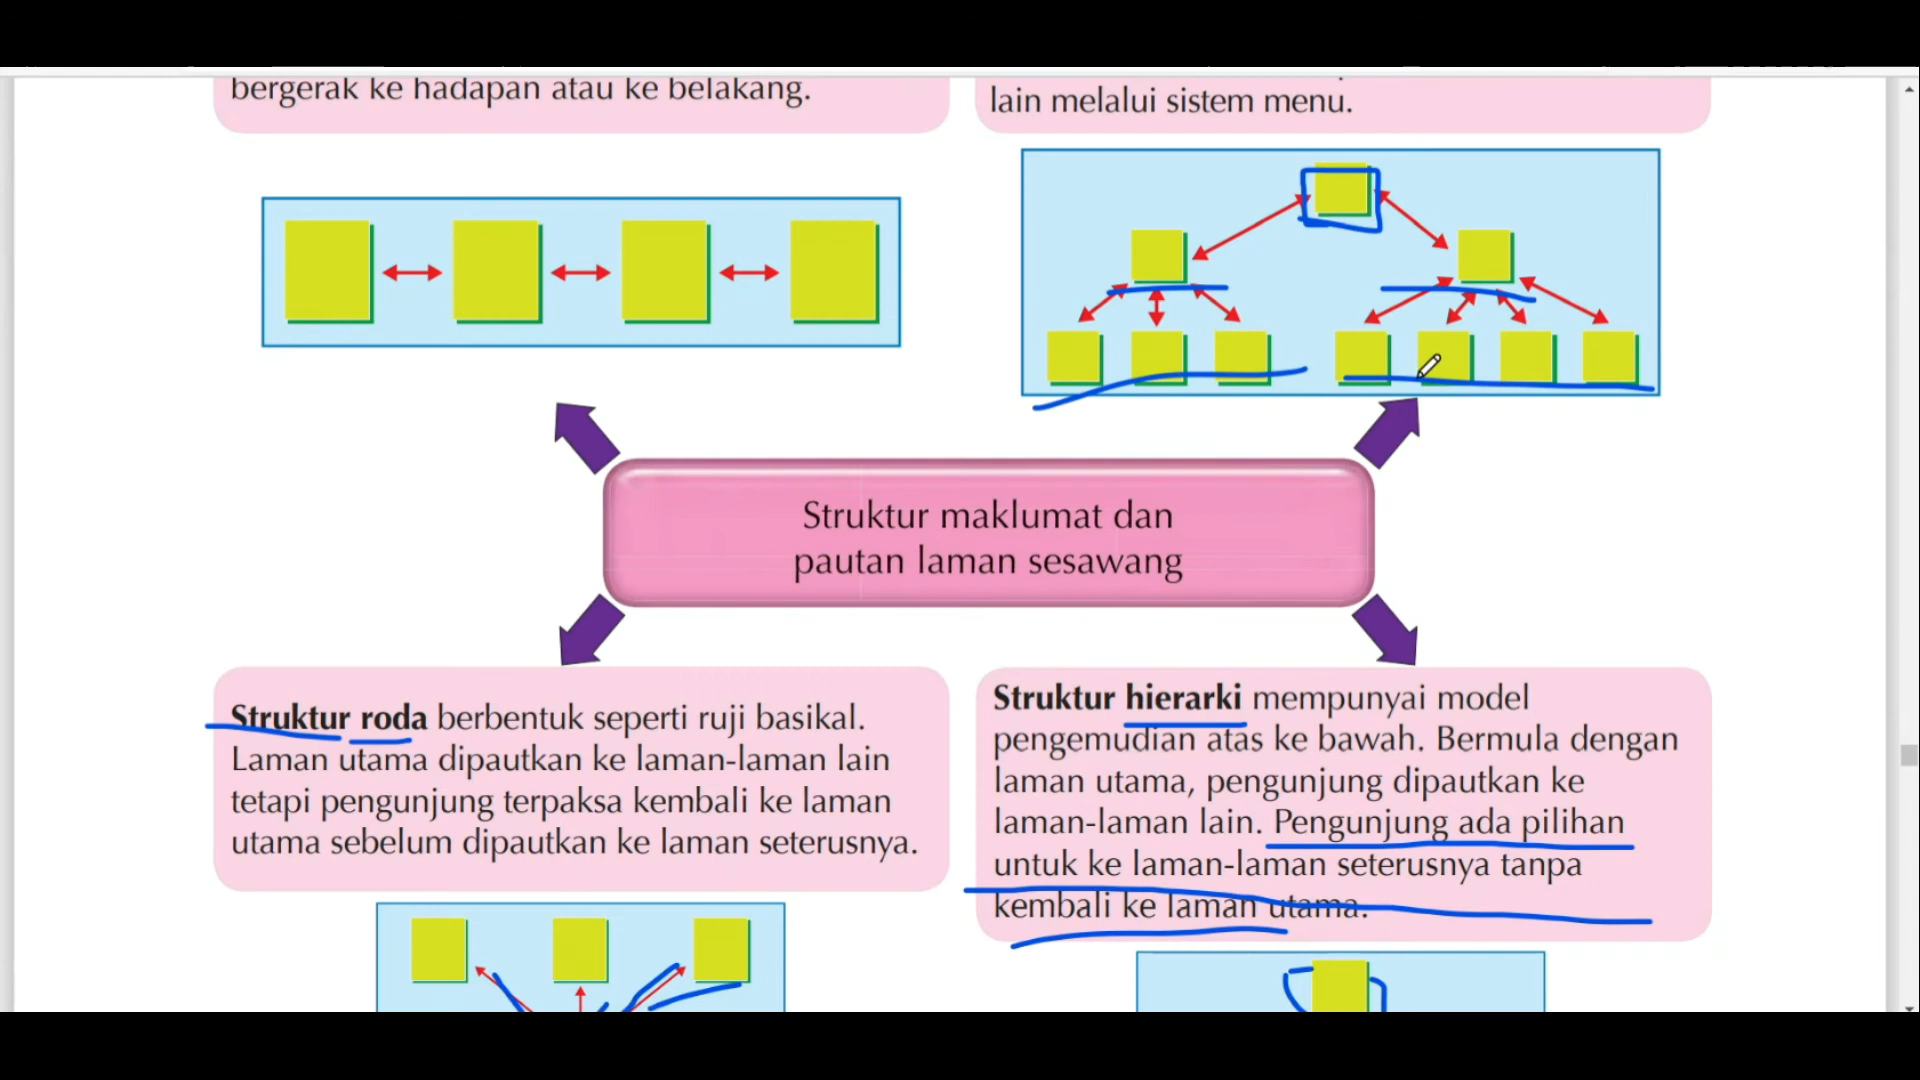 bergerak ke hadapan atau ke belakang.
lain melalui sistem menu.
Struktur maklumat dan
pautan laman sesawang
Struktur roda berbentuk seperti ruji basikal.
Laman utama dipautkan ke laman-laman lain
tetapi pengunjung terpaksa kembali ke laman
utama sebelum dipautkan ke laman seterusnya.
Struktur hierarki mempunyai model
pengemudian atas ke bawah. Bermula dengan
laman utama, pengunjung dipautkan ke
laman-laman lain. Pengunjung ada pilihan
untuk ke laman-laman seterusnya tanpa
kembali ke laman utama.